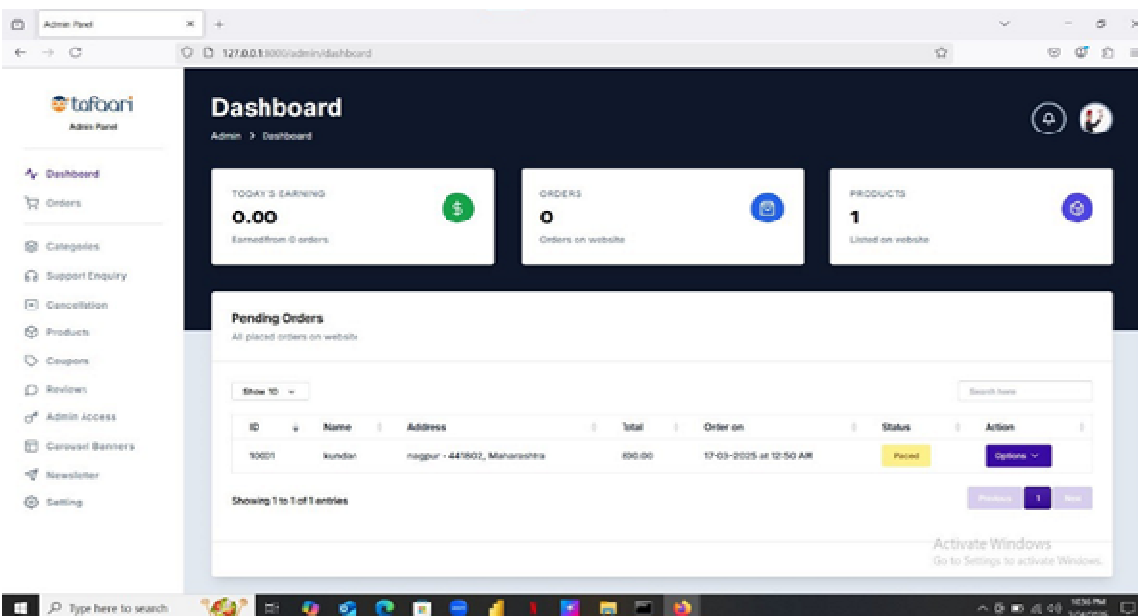 Admin Panel
127.0.0.1:8000/admin/dashboard
tafaari
Admin Panel
Dashboard
Orders
Categories
Support Enquiry
Cancellation
Products
Coupons
Reviews
Admin Access
Carousel Banners
Newsletter
Setting
Dashboard
Admin > Dashboard
TODAY'S EARNING
0.00
Earned from 0 orders
ORDERS
0
Orders on website
PRODUCTS
1
Listed on website
Pending Orders
All placed orders on website
Show 10
Search here
ID Name Address Total Order on Status Action
10001 kundan nagpur - 441802, Maharashtra 17-03-2025 at 12:50 AM Options
Showing 1 to 1 of 1 entries
Previous 1 Next
Activate Windows
Go to Settings to activate Windows.
Type here to search
10:56 PM